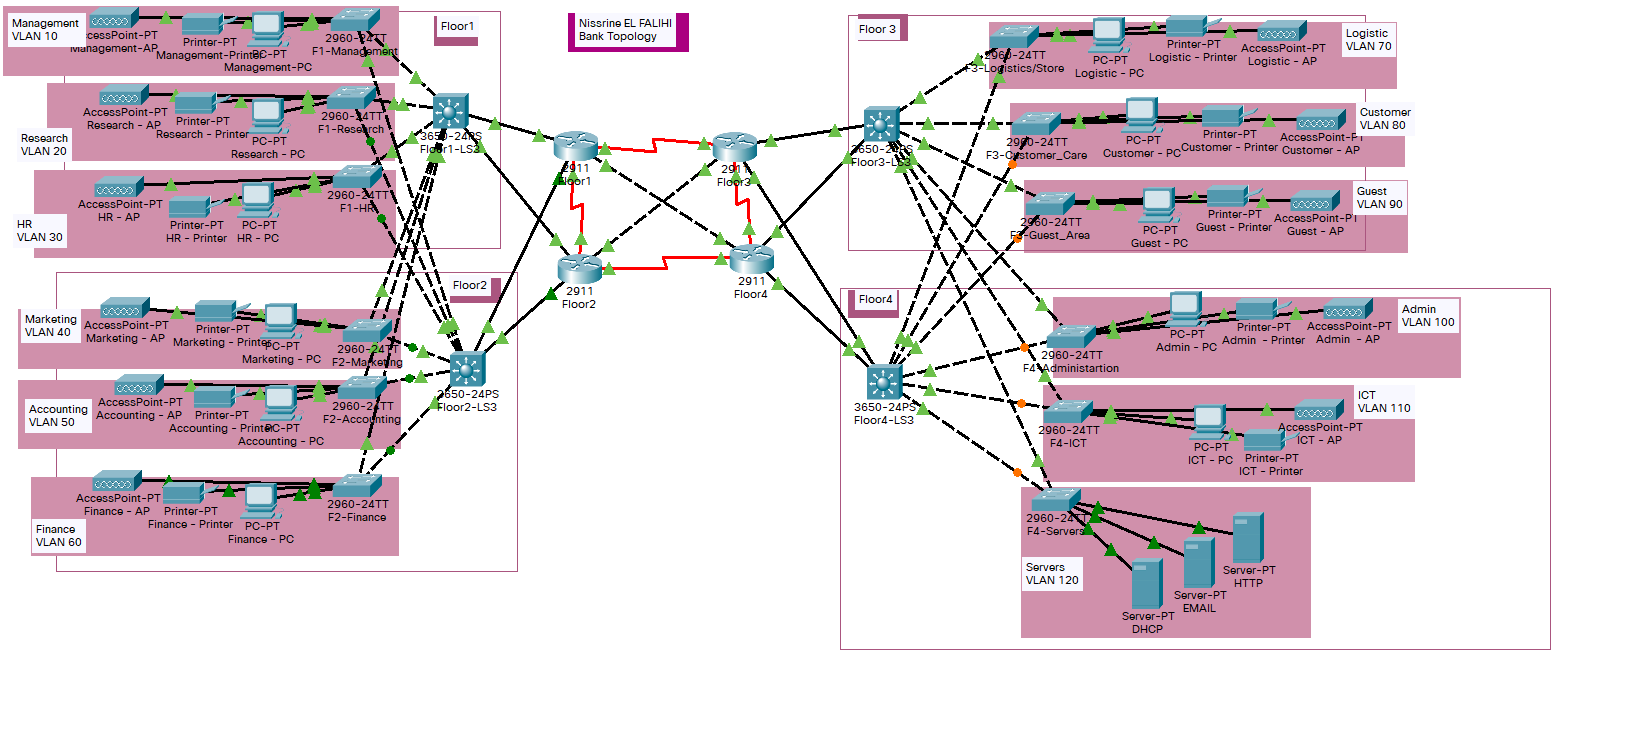 Nissrine EL FALIHI
Bank Topology
Floor1
Management
VLAN 10
AccessPoint-PT
Management-AP
Printer-PT
Management-Printer
PC-PT
Management-PC
2960-24TT
F1-Management
Research
VLAN 20
AccessPoint-PT
Research - AP
Printer-PT
Research - Printer
PC-PT
Research - PC
2960-24TT
F1-Research
HR
VLAN 30
AccessPoint-PT
HR - AP
Printer-PT
HR - Printer
PC-PT
HR - PC
2960-24TT
F1-HR
3650-24PS
Floor1-LS3
Floor2
Marketing
VLAN 40
AccessPoint-PT
Marketing - AP
Printer-PT
Marketing - Printer
PC-PT
Marketing - PC
2960-24TT
F2-Marketing
Accounting
VLAN 50
AccessPoint-PT
Accounting - AP
Printer-PT
Accounting - Printer
PC-PT
Accounting - PC
2960-24TT
F2-Accounting
Finance
VLAN 60
AccessPoint-PT
Finance - AP
Printer-PT
Finance - Printer
PC-PT
Finance - PC
2960-24TT
F2-Finance
3650-24PS
Floor2-LS3
2911
Floor1
2911
Floor3
2911
Floor2
2911
Floor4
Floor 3
3650-24PS
Floor3-LS3
2960-24TT
F3-Logistics/Store
PC-PT
Logistic - PC
Printer-PT
Logistic - Printer
AccessPoint-PT
Logistic - AP
Logistic
VLAN 70
2960-24TT
F3-Customer_Care
PC-PT
Customer - PC
Printer-PT
Customer - Printer
AccessPoint-PT
Customer - AP
Customer
VLAN 80
2960-24TT
F3-Guest_Area
PC-PT
Guest - PC
Printer-PT
Guest - Printer
AccessPoint-PT
Guest - AP
Guest
VLAN 90
Floor4
3650-24PS
Floor4-LS3
2960-24TT
F4-Administartion
PC-PT
Admin - PC
Printer-PT
Admin - Printer
AccessPoint-PT
Admin - AP
Admin
VLAN 100
2960-24TT
F4-ICT
PC-PT
ICT - PC
Printer-PT
ICT - Printer
AccessPoint-PT
ICT - AP
ICT
VLAN 110
2960-24TT
F4-Servers
Servers
VLAN 120
Server-PT
DHCP
Server-PT
EMAIL
Server-PT
HTTP